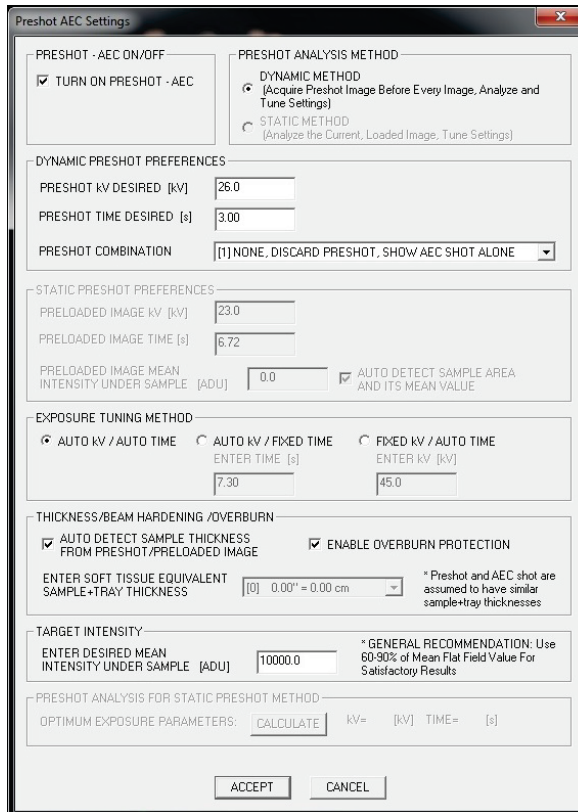 Preshot AEC Settings
PRESHOT - AEC ON/OFF
TURN ON PRESHOT - AEC
PRESHOT ANALYSIS METHOD
DYNAMIC METHOD
(Acquire Preshot Image Before Every Image, Analyze and
Tune Settings)
STATIC METHOD
(Analyze the Current, Loaded Image, Tune Settings)
DYNAMIC PRESHOT PREFERENCES
PRESHOT kV DESIRED [kV] 26.0
PRESHOT TIME DESIRED [s] 3.00
PRESHOT COMBINATION [1] NONE, DISCARD PRESHOT, SHOW AEC SHOT ALONE
STATIC PRESHOT PREFERENCES
PRELOADED IMAGE kV [kV] 23.0
PRELOADED IMAGE TIME [s] 6.72
PRELOADED IMAGE MEAN
INTENSITY UNDER SAMPLE [ADU] 0.0
AUTO DETECT SAMPLE AREA
AND ITS MEAN VALUE
EXPOSURE TUNING METHOD
AUTO kV / AUTO TIME
AUTO kV / FIXED TIME
ENTER TIME [s]
7.30
FIXED kV / AUTO TIME
ENTER kV [kV]
45.0
THICKNESS/BEAM HARDENING /OVERBURN
AUTO DETECT SAMPLE THICKNESS
FROM PRESHOT/PRELOADED IMAGE
ENABLE OVERBURN PROTECTION
ENTER SOFT TISSUE EQUIVALENT
SAMPLE+TRAY THICKNESS
[0] 0.00" = 0.00 cm
* Preshot and AEC shot are
assumed to have similar
sample+tray thicknesses
TARGET INTENSITY
ENTER DESIRED MEAN
INTENSITY UNDER SAMPLE [ADU] 10000.0
* GENERAL RECOMMENDATION: Use
60-90% of Mean Flat Field Value For
Satisfactory Results
PRESHOT ANALYSIS FOR STATIC PRESHOT METHOD
OPTIMUM EXPOSURE PARAMETERS: CALCULATE kV= [kV] TIME= [s]
ACCEPT CANCEL